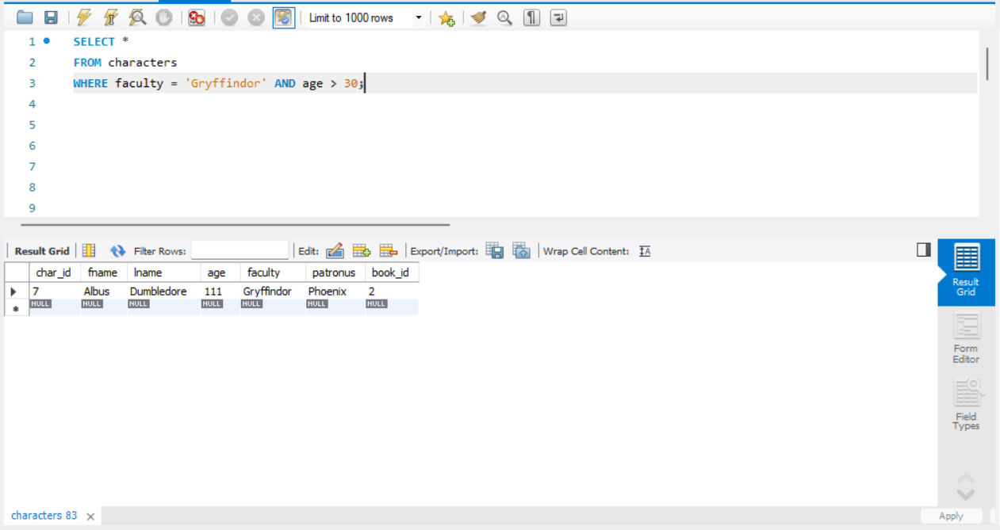 Limit to 1000 rows
1 SELECT *
2 FROM characters
3 WHERE faculty = 'Gryffindor' AND age > 30;
4
5
6
7
8
9
Result Grid Filter Rows: Edit: Export/Import: Wrap Cell Content: IA
char_id fname lname age faculty patronus book_id
7 Albus Dumbledore 111 Gryffindor Phoenix 2
NULL NULL NULL NULL NULL NULL NULL
Result
Grid
Form
Editor
Field
Types
characters 83
Apply